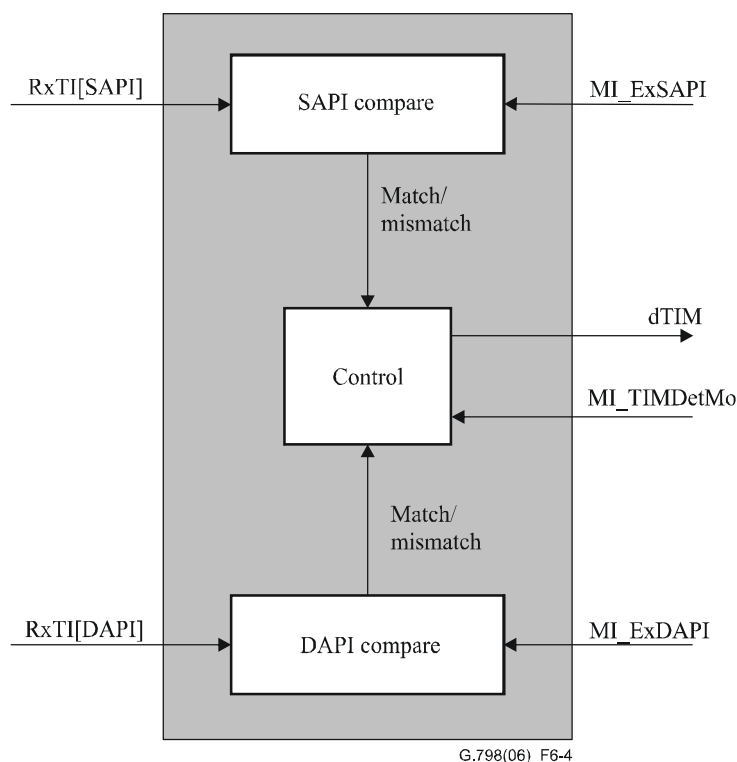 RxTI[SAPI]
SAPI compare
MI_ExSAPI
Match/
mismatch
dTIM
Control
MI_TIMDetMo
Match/
mismatch
RxTI[DAPI]
DAPI compare
MI_ExDAPI
G.798(06)_F6-4